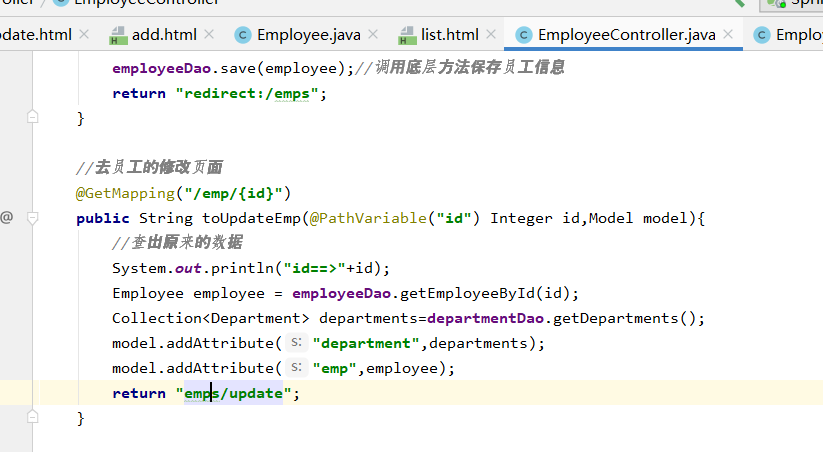 EmployeeController
date.html × add.html × Employee.java × list.html × EmployeeController.java × Employ
employeeDao.save(employee);//调用底层方法保存员工信息
return "redirect:/emps";
}
//去员工的修改页面
@GetMapping("/emp/{id}")
public String toUpdateEmp(@PathVariable("id") Integer id,Model model){
//查出原来的数据
System.out.println("id==>"+id);
Employee employee = employeeDao.getEmployeeById(id);
Collection<Department> departments=departmentDao.getDepartments();
model.addAttribute( s: "department",departments);
model.addAttribute( s: "emp",employee);
return "emps/update";
}